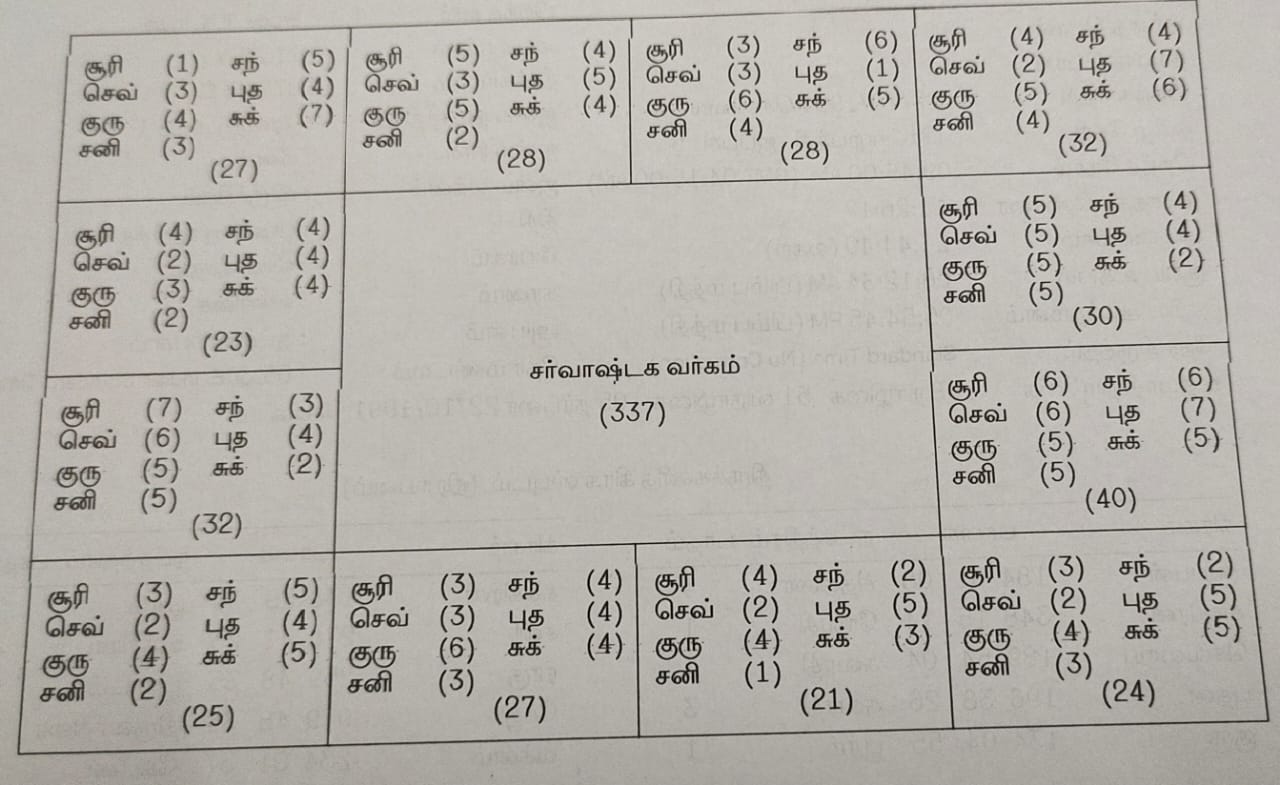 சூரி (1) சந் (5)
செவ் (3) புத (4)
குரு (4) சுக் (7)
சனி (3)
(27)
சூரி (5) சந் (4)
செவ் (3) புத (5)
குரு (5) சுக் (4)
சனி (2)
(28)
சூரி (3) சந் (6)
செவ் (3) புத (1)
குரு (6) சுக் (5)
சனி (4)
(28)
சூரி (4) சந் (4)
செவ் (2) புத (7)
குரு (5) சுக் (6)
சனி (4)
(32)
சூரி (4) சந் (4)
செவ் (2) புத (4)
குரு (3) சுக் (4)
சனி (2)
(23)
சூரி (5) சந் (4)
செவ் (5) புத (4)
குரு (5) சுக் (2)
சனி (5)
(30)
சர்வாஷ்டக வர்கம்
(337)
சூரி (7) சந் (3)
செவ் (6) புத (4)
குரு (5) சுக் (2)
சனி (5)
(32)
சூரி (6) சந் (6)
செவ் (6) புத (7)
குரு (5) சுக் (5)
சனி (5)
(40)
சூரி (3) சந் (5)
செவ் (2) புத (4)
குரு (4) சுக் (5)
சனி (2)
(25)
சூரி (3) சந் (4)
செவ் (3) புத (4)
குரு (6) சுக் (4)
சனி (3)
(27)
சூரி (4) சந் (2)
செவ் (2) புத (5)
குரு (4) சுக் (3)
சனி (1)
(21)
சூரி (3) சந் (2)
செவ் (2) புத (5)
குரு (4) சுக் (5)
சனி (3)
(24)